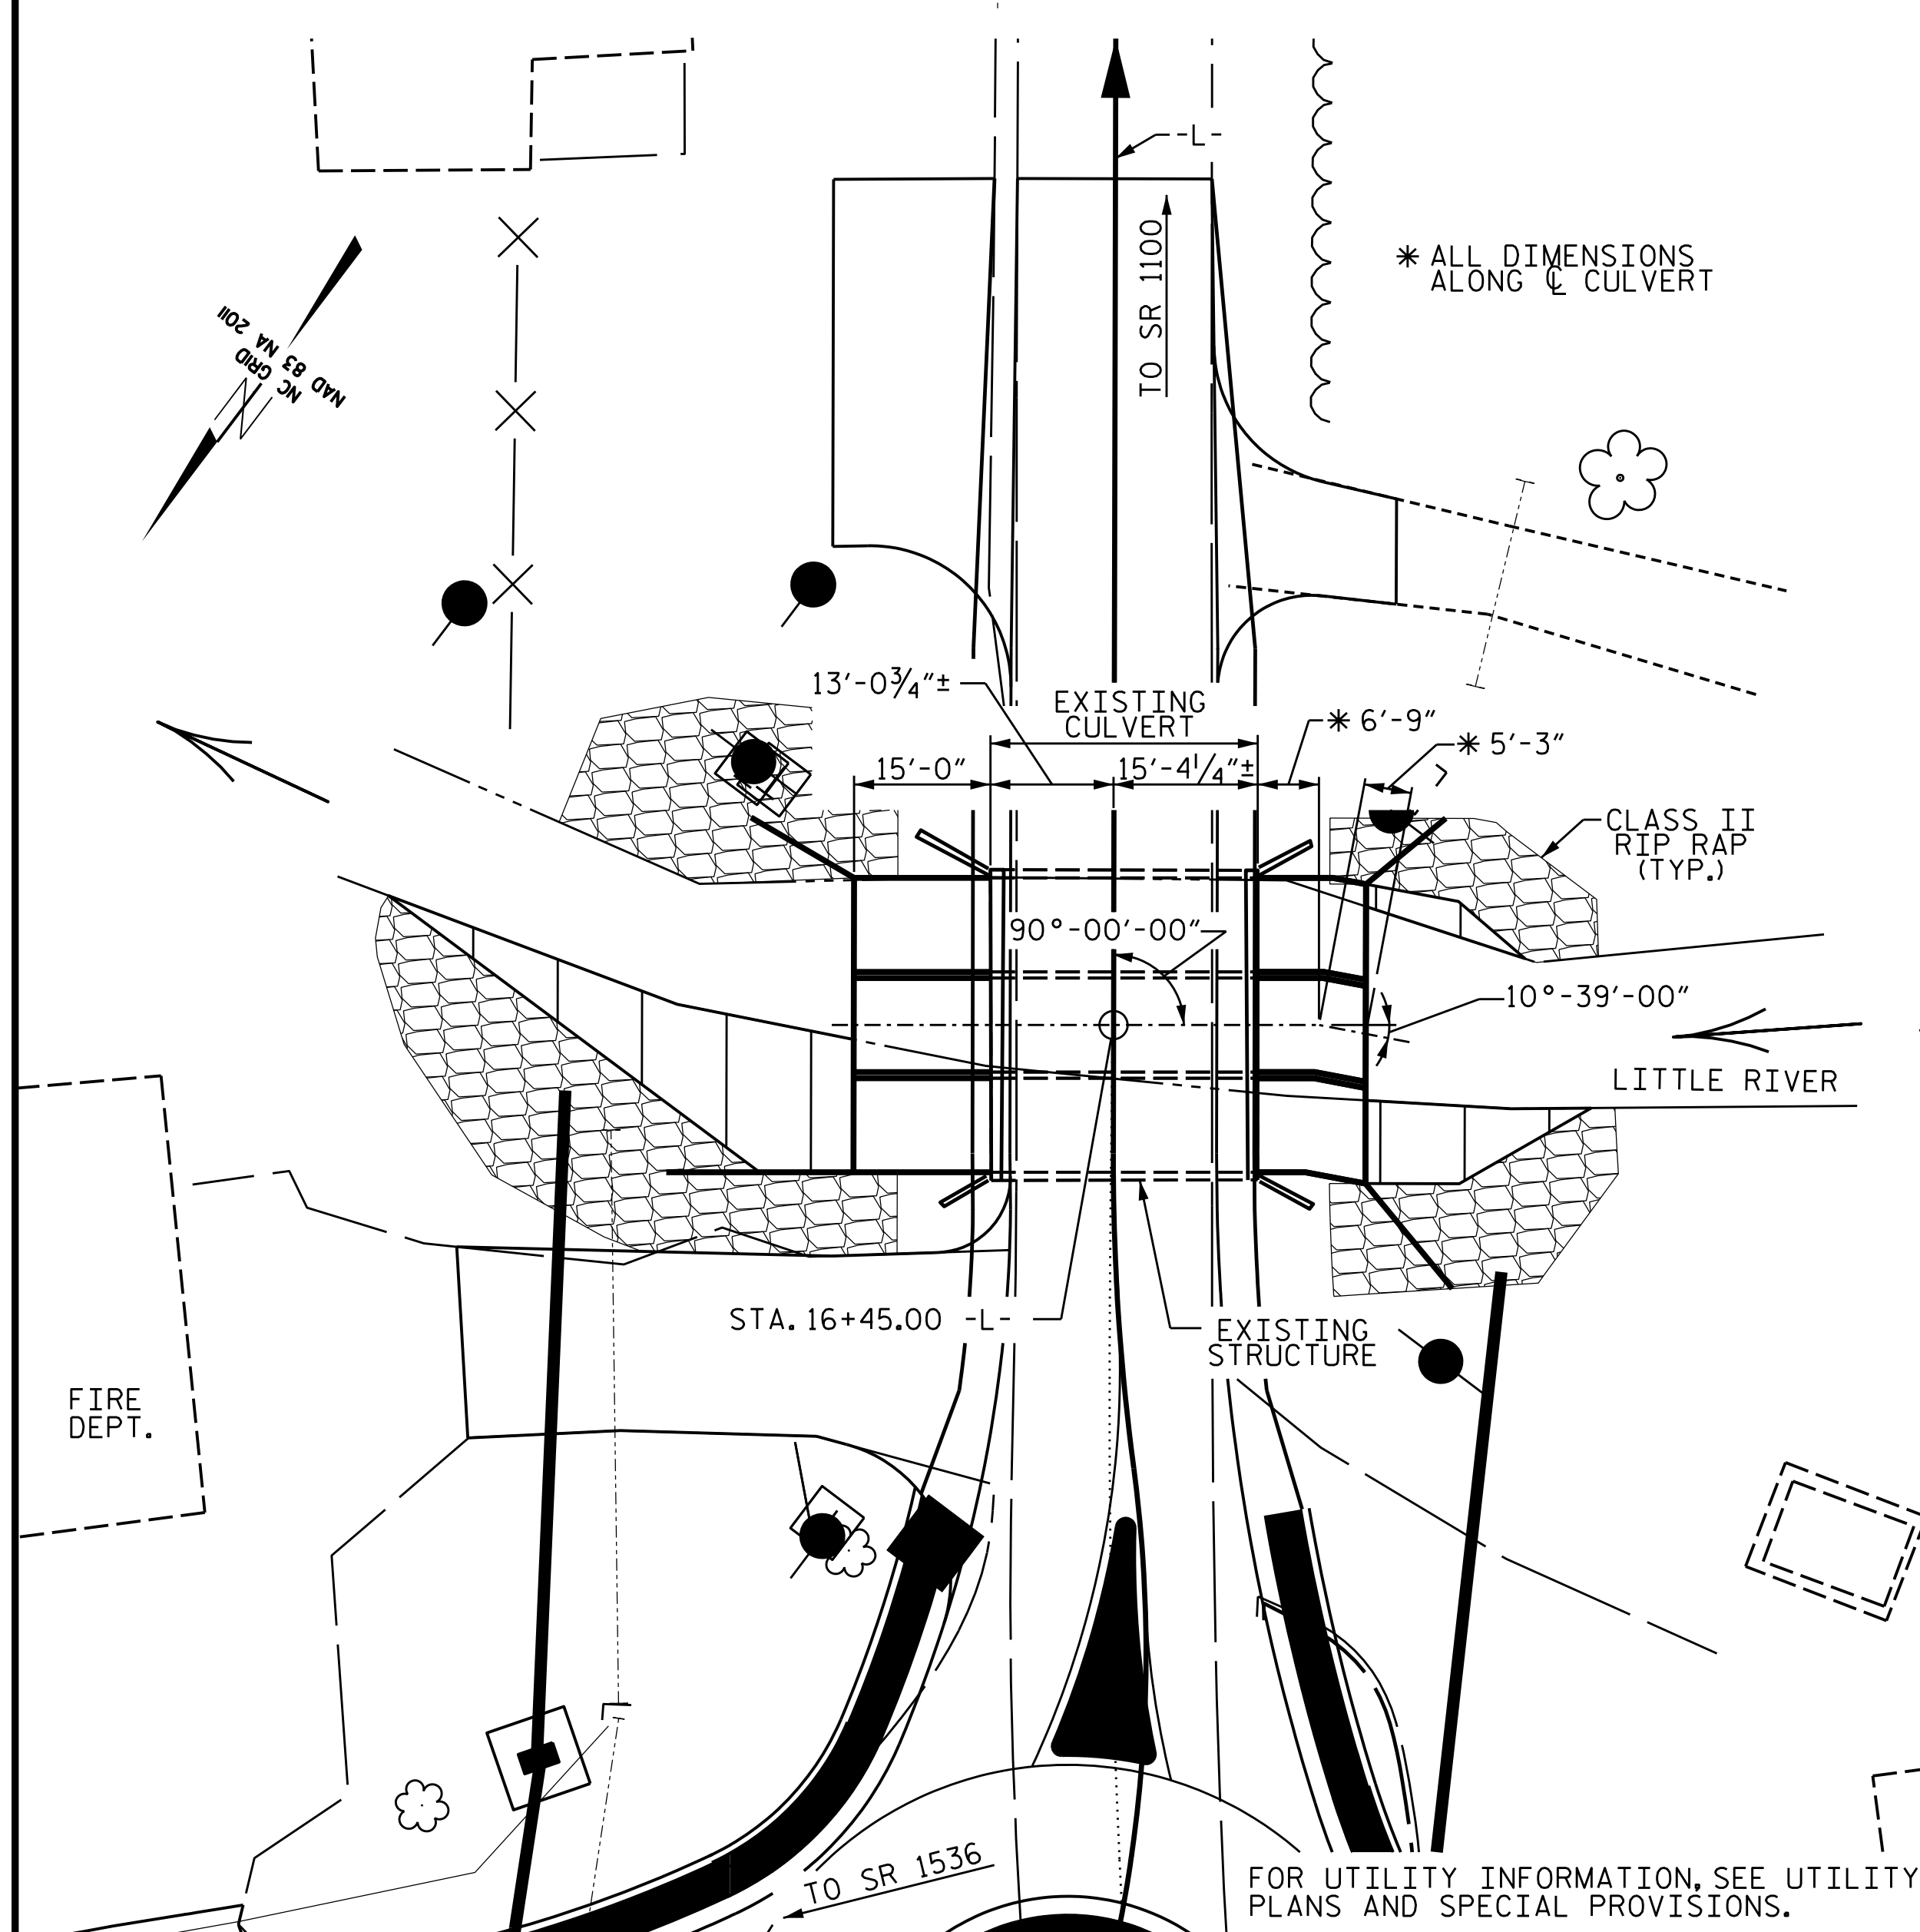 -L-
TO SR 1100
✳ ALL DIMENSIONS
ALONG ℄ CULVERT
NAD 83 NA 2011
NC GRID
13'-0¾"±
EXISTING
CULVERT
✳ 6'-9"
✳ 5'-3"
15'-0"
15'-4¼"±
CLASS II
RIP RAP
(TYP.)
90°-00'-00"
10°-39'-00"
LITTLE RIVER
STA. 16+45.00 -L-
EXISTING
STRUCTURE
FIRE
DEPT.
TO SR 1536
FOR UTILITY INFORMATION, SEE UTILITY
PLANS AND SPECIAL PROVISIONS.